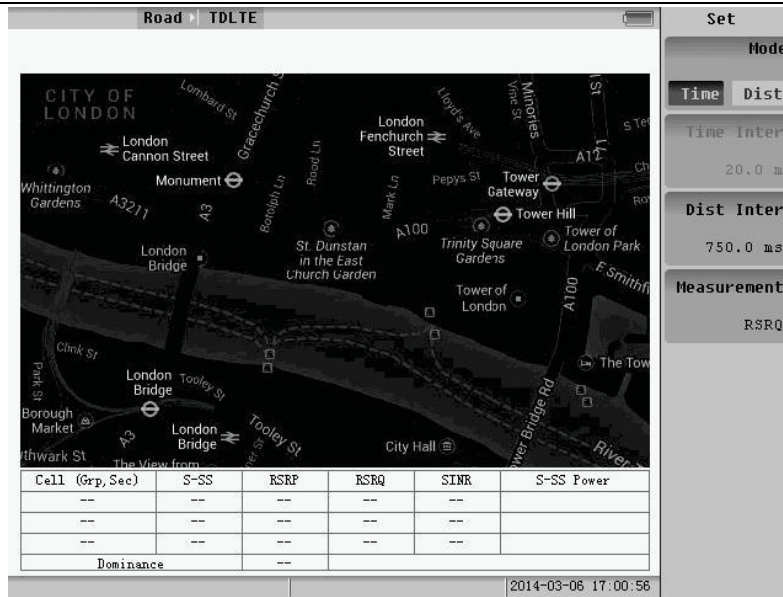 Road TDLTE
Set
Mode
Time Dist
Time Inter
20.0 m
Dist Inter
750.0 ms
Measurement
RSRQ
CITY OF
LONDON
Lombard St
Gracechurch S
London
Cannon Street
Whittington
Gardens
A3211
Monument
A3
Botolph Ln
Rood Ln
London
Fenchurch
Street
Lloyd's Ave
Vine St
Minories
A1211
Mark Ln
Pepys St
Tower
Gateway
Tower Hill
A100
St. Dunstan
in the East
Church Garden
Trinity Square
Gardens
Tower of
London Park
London
Bridge
Tower of
London
A100
E Smithfi
Clink St
Park St
London
Bridge
Tooley St
Borough
Market
A3
London
Bridge
Tooley St
City Hall
The Tow
wer Bridge Rd
River
thwark St
The View from
Cell (Grp,Sec) S-SS RSRP RSRQ SINR S-SS Power
-- -- -- -- --
-- -- -- -- --
-- -- -- -- --
Dominance --
2014-03-06 17:00:56